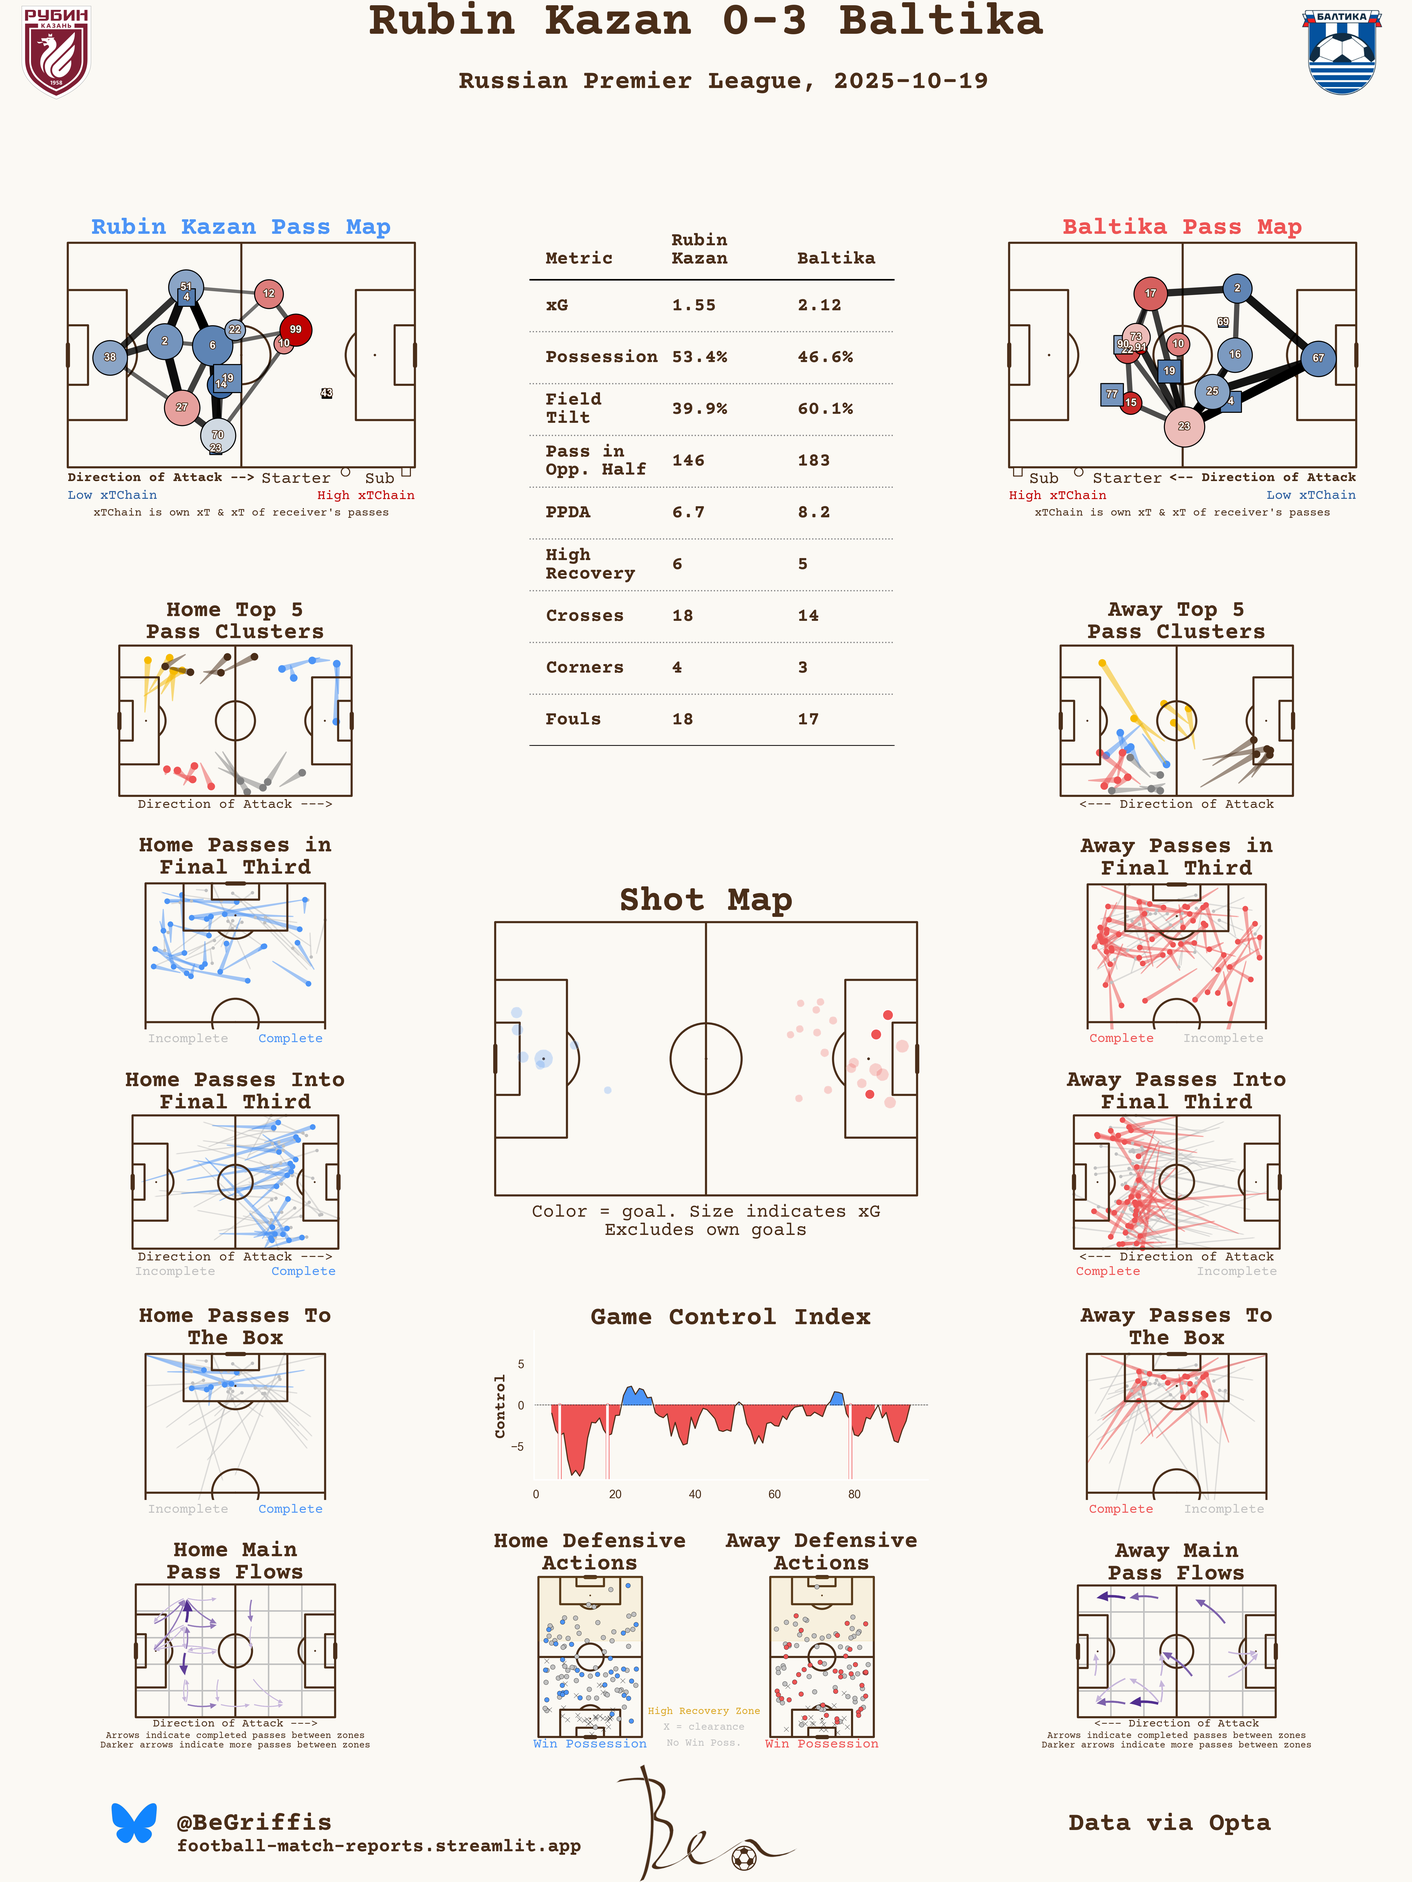 Rubin Kazan 0-3 Baltika
Russian Premier League, 2025-10-19
РУБИН
КАЗАНЬ
1958
БАЛТИКА
Rubin Kazan Pass Map
51
4
12
22
99
10
2
6
38
19
14
27
70
23
43
Direction of Attack --> Starter Sub
Low xTChain High xTChain
xTChain is own xT & xT of receiver's passes
Metric Rubin Kazan Baltika
xG 1.55 2.12
Possession 53.4% 46.6%
Field Tilt 39.9% 60.1%
Pass in Opp. Half 146 183
PPDA 6.7 8.2
High Recovery 6 5
Crosses 18 14
Corners 4 3
Fouls 18 17
Baltika Pass Map
17
2
69
73
90
22
91
10
16
67
19
77
15
25
4
23
Sub Starter <-- Direction of Attack
High xTChain Low xTChain
xTChain is own xT & xT of receiver's passes
Home Top 5
Pass Clusters
Direction of Attack --->
Away Top 5
Pass Clusters
<--- Direction of Attack
Home Passes in
Final Third
Incomplete Complete
Away Passes in
Final Third
Complete Incomplete
Shot Map
Color = goal. Size indicates xG
Excludes own goals
Home Passes Into
Final Third
Direction of Attack --->
Incomplete Complete
Away Passes Into
Final Third
<--- Direction of Attack
Complete Incomplete
Home Passes To
The Box
Incomplete Complete
Game Control Index
Control
5
0
−5
0 20 40 60 80
Away Passes To
The Box
Complete Incomplete
Home Main
Pass Flows
Direction of Attack --->
Arrows indicate completed passes between zones
Darker arrows indicate more passes between zones
Home Defensive
Actions
Win Possession
High Recovery Zone
X = clearance
No Win Poss.
Away Defensive
Actions
Win Possession
Away Main
Pass Flows
<--- Direction of Attack
Arrows indicate completed passes between zones
Darker arrows indicate more passes between zones
@BeGriffis
football-match-reports.streamlit.app
Ben
Data via Opta